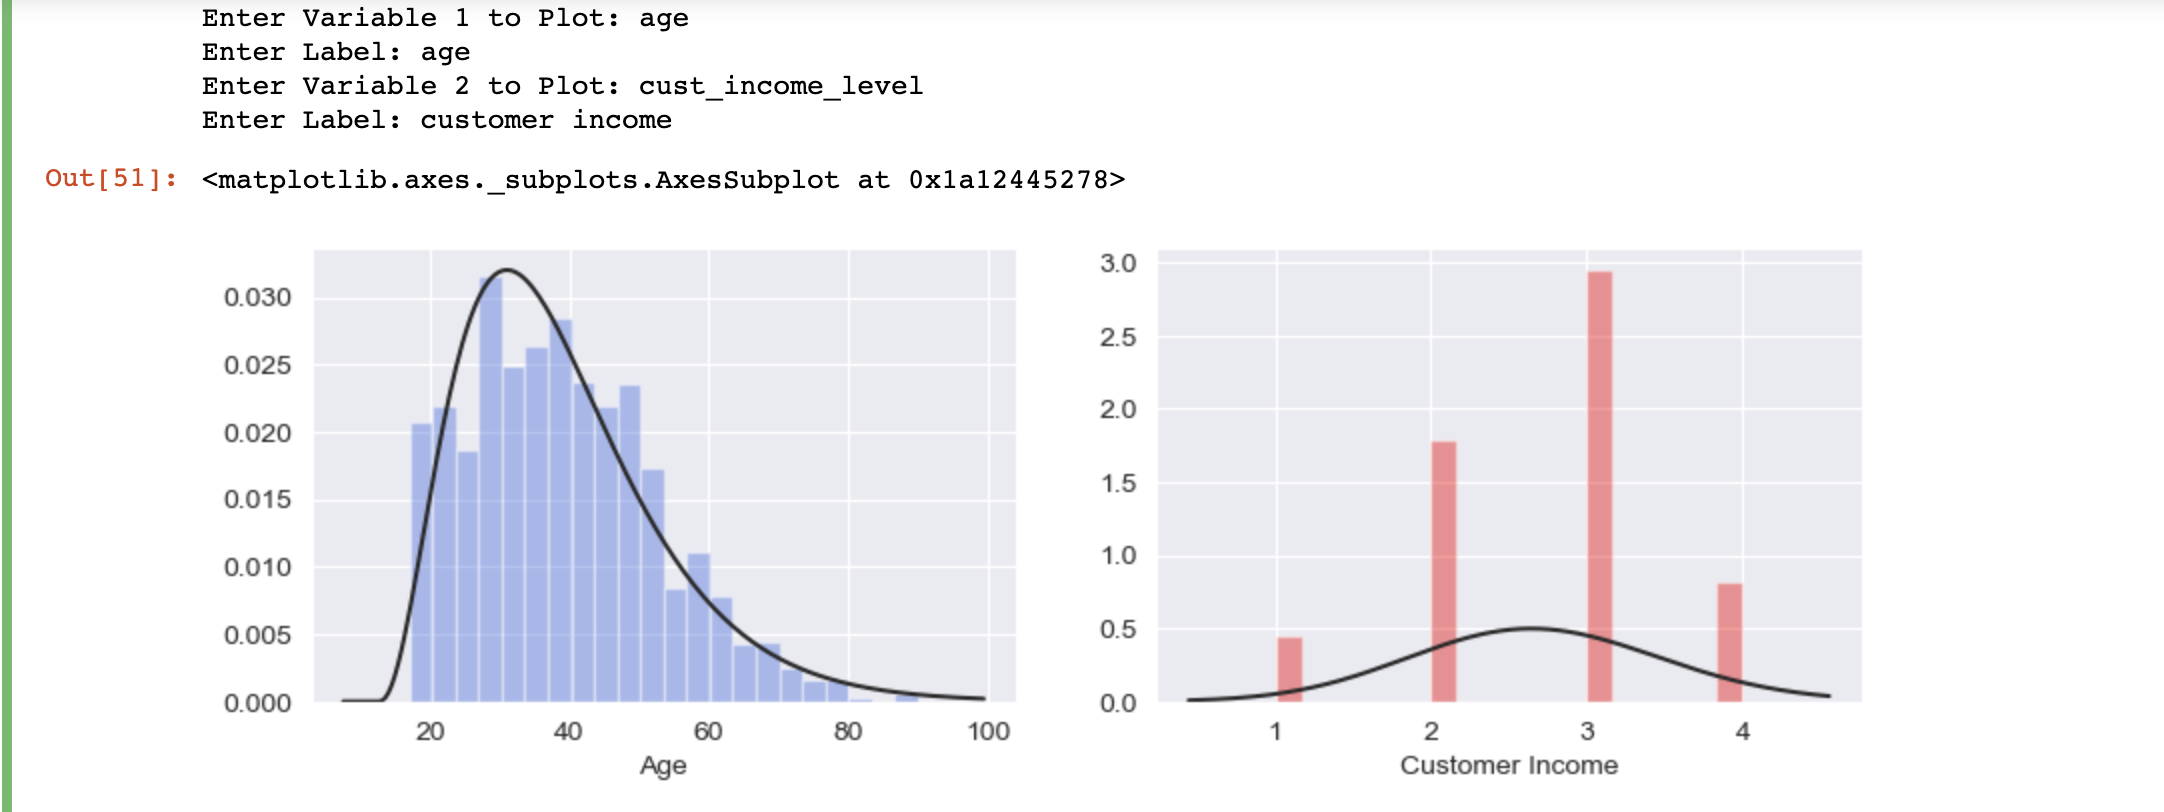 Enter Variable 1 to Plot: age
Enter Label: age
Enter Variable 2 to Plot: cust_income_level
Enter Label: customer income
Out[51]: <matplotlib.axes._subplots.AxesSubplot at 0x1a12445278>
0.030
0.025
0.020
0.015
0.010
0.005
0.000
20 40 60 80 100
Age
3.0
2.5
2.0
1.5
1.0
0.5
0.0
1 2 3 4
Customer Income